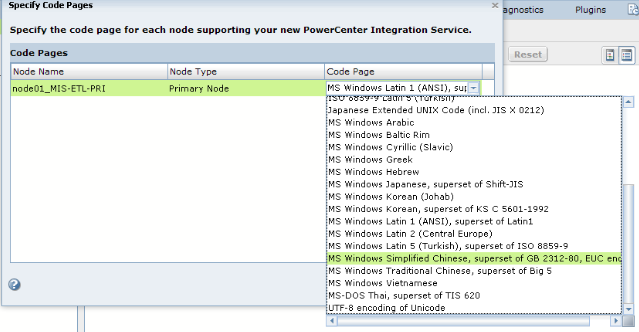 Specify Code Pages
agnostics
Plugins
Specify the code page for each node supporting your new PowerCenter Integration Service.
Code Pages
Reset
Node Name
Node Type
Code Page
node01_MIS-ETL-PRI
Primary Node
MS Windows Latin 1 (ANSI), sup
ISO 8859-9 Latin 5 (Turkish)
Japanese Extended UNIX Code (incl. JIS X 0212)
MS Windows Arabic
MS Windows Baltic Rim
MS Windows Cyrillic (Slavic)
MS Windows Greek
MS Windows Hebrew
MS Windows Japanese, superset of Shift-JIS
MS Windows Korean (Johab)
MS Windows Korean, superset of KS C 5601-1992
MS Windows Latin 1 (ANSI), superset of Latin1
MS Windows Latin 2 (Central Europe)
MS Windows Latin 5 (Turkish), superset of ISO 8859-9
MS Windows Simplified Chinese, superset of GB 2312-80, EUC enc
MS Windows Traditional Chinese, superset of Big 5
MS Windows Vietnamese
MS-DOS Thai, superset of TIS 620
UTF-8 encoding of Unicode